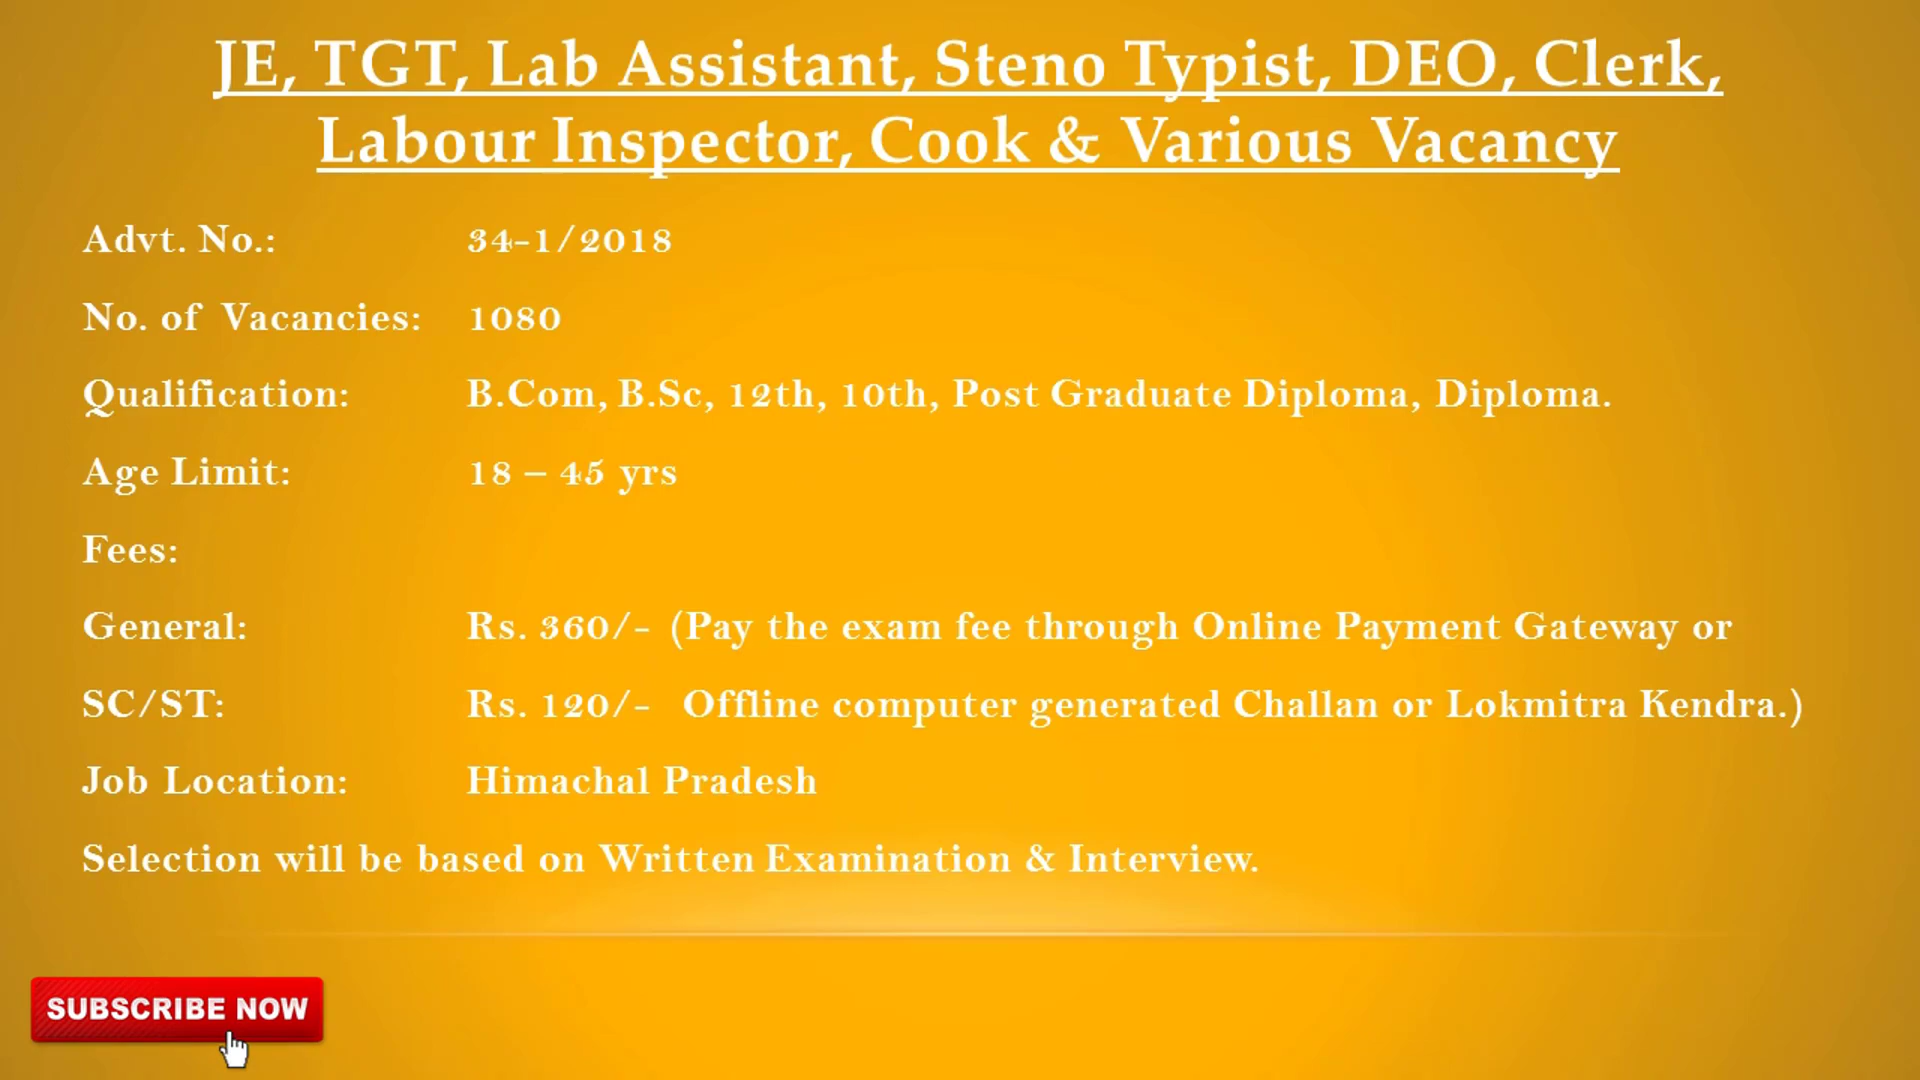 JE, TGT, Lab Assistant, Steno Typist, DEO, Clerk,
Labour Inspector, Cook & Various Vacancy
Advt. No.: 34-1/2018
No. of Vacancies: 1080
Qualification: B.Com, B.Sc, 12th, 10th, Post Graduate Diploma, Diploma.
Age Limit: 18 – 45 yrs
Fees:
General: Rs. 360/- (Pay the exam fee through Online Payment Gateway or
SC/ST: Rs. 120/- Offline computer generated Challan or Lokmitra Kendra.)
Job Location: Himachal Pradesh
Selection will be based on Written Examination & Interview.
SUBSCRIBE NOW